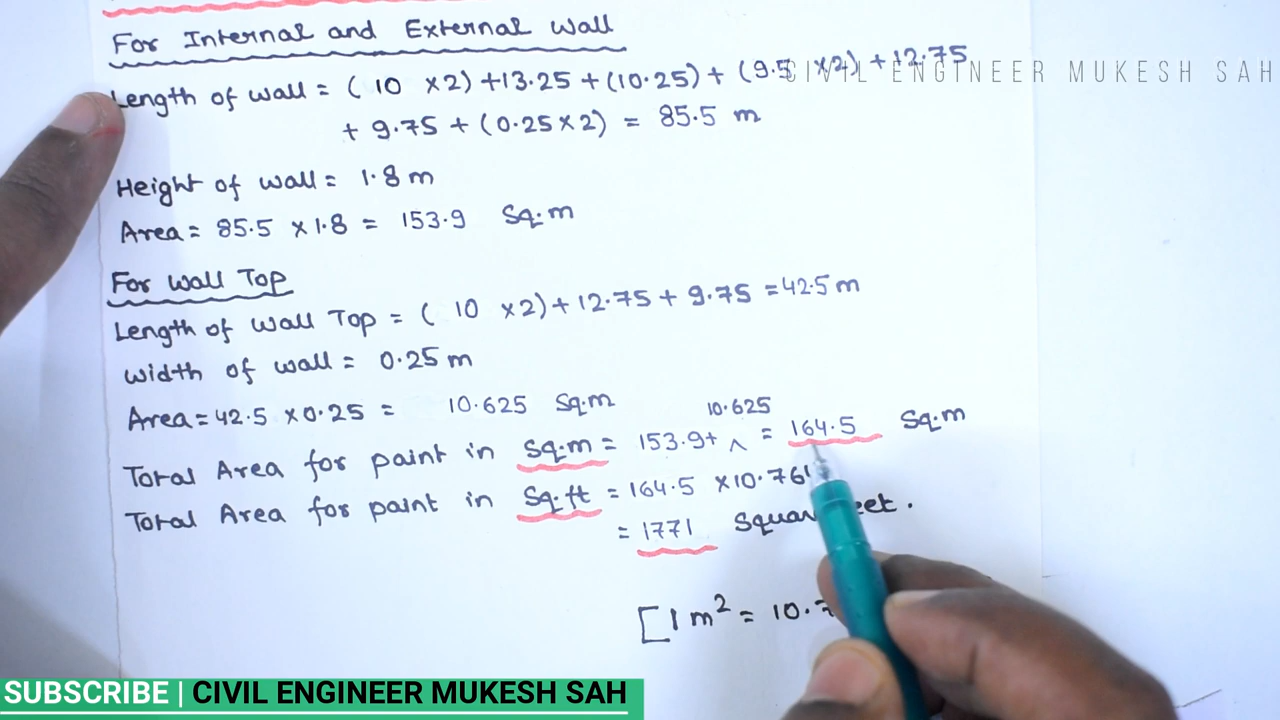 For Internal and External Wall
Length of wall = ( 10 ×2) +13.25 + (10.25) + (9.5 ×2) + 12.75
+ 9.75 + (0.25×2) = 85.5 m
CIVIL ENGINEER MUKESH SAH
Height of wall = 1.8 m
Area = 85.5 ×1.8 = 153.9 Sq.m
For Wall Top
Length of Wall Top = ( 10 ×2) + 12.75 + 9.75 = 42.5 m
Width of wall = 0.25 m
Area = 42.5 ×0.25 = 10.625 Sq.m
10.625
Total Area for paint in Sq.m = 153.9+ ^ = 164.5 Sq.m
Total Area for paint in Sq.ft = 164.5 ×10.76
= 1771
[1 m² = 10.7
SUBSCRIBE | CIVIL ENGINEER MUKESH SAH